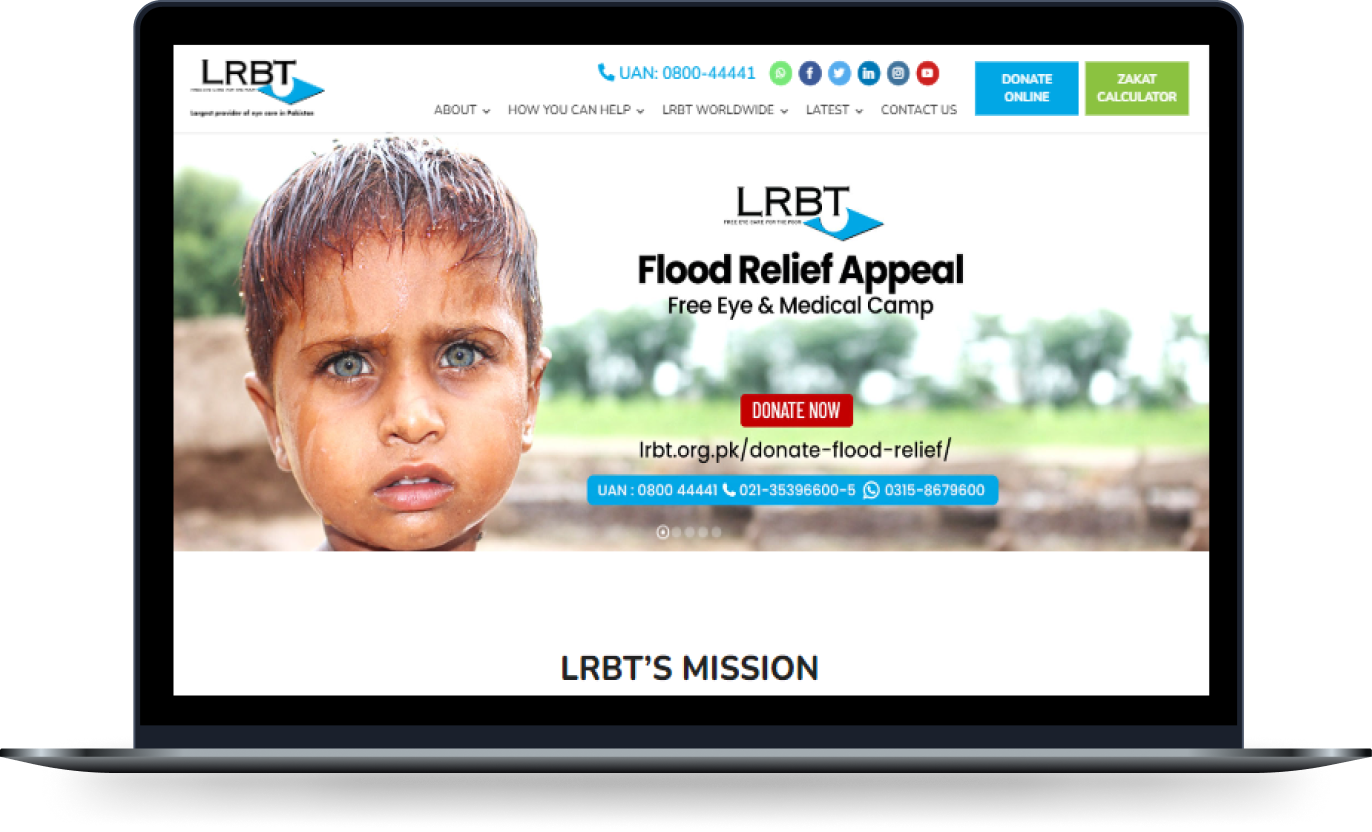 LRBT
FREE EYE CARE FOR THE POOR
Largest provider of eye care in Pakistan
UAN: 0800-44441
ABOUT
HOW YOU CAN HELP
LRBT WORLDWIDE
LATEST
CONTACT US
DONATE
ONLINE
ZAKAT
CALCULATOR
LRBT
FREE EYE CARE FOR THE POOR
Flood Relief Appeal
Free Eye & Medical Camp
DONATE NOW
lrbt.org.pk/donate-flood-relief/
UAN : 0800 44441 021-35396600-5 0315-8679600
LRBT’S MISSION